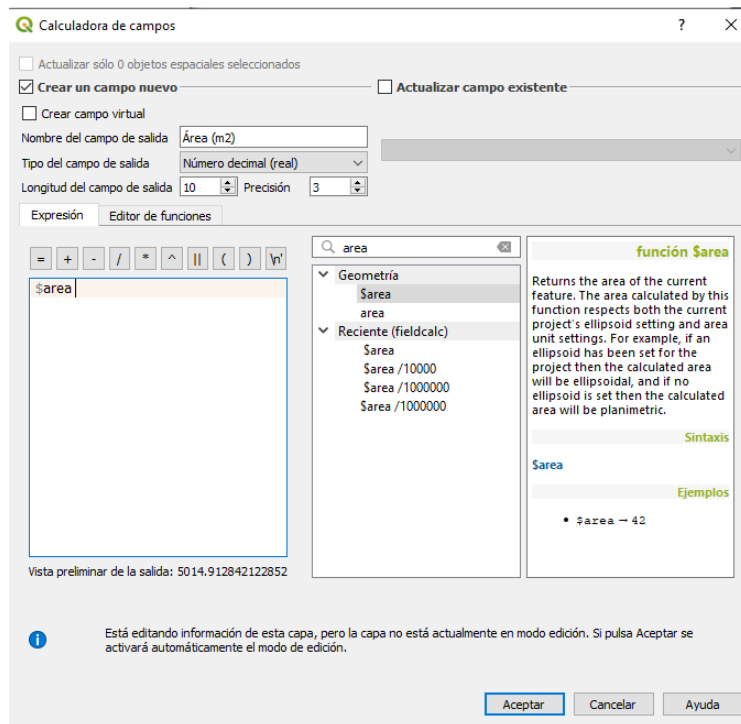 Calculadora de campos
?
Actualizar sólo 0 objetos espaciales seleccionados
Crear un campo nuevo
Actualizar campo existente
Crear campo virtual
Nombre del campo de salida Área (m2)
Tipo del campo de salida Número decimal (real)
Longitud del campo de salida 10 Precisión 3
Expresión Editor de funciones
= + - / * ^ || ( ) \n'
$area
Vista preliminar de la salida: 5014.912842122852
area
Geometría
$area
area
Reciente (fieldcalc)
$area
$area /10000
$area /1000000
$area /1000000
función $area
Returns the area of the current
feature. The area calculated by this
function respects both the current
project's ellipsoid setting and area
unit settings. For example, if an
ellipsoid has been set for the
project then the calculated area
will be ellipsoidal, and if no
ellipsoid is set then the calculated
area will be planimetric.
Sintaxis
$area
Ejemplos
• $area → 42
Está editando información de esta capa, pero la capa no está actualmente en modo edición. Si pulsa Aceptar se
activará automáticamente el modo de edición.
Aceptar Cancelar Ayuda